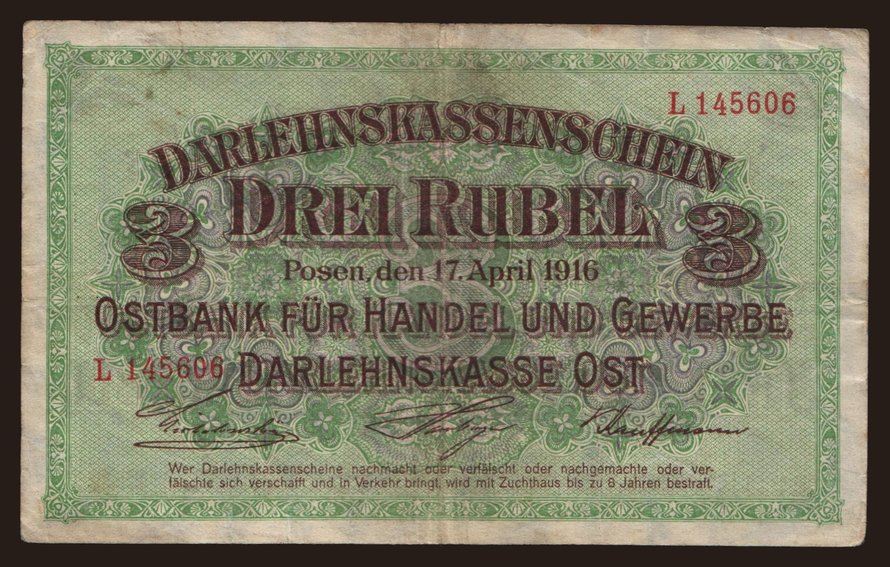 L 145606
DARLEHNSKASSENSCHEIN
DREI RUBEL
3 3
Posen, den 17. April 1916
OSTBANK FÜR HANDEL UND GEWERBE
L 145606 DARLEHNSKASSE OST
Kauffmann
Wer Darlehnskassenscheine nachmacht oder verfälscht oder nachgemachte oder ver-
fälschte sich verschafft und in Verkehr bringt, wird mit Zuchthaus bis zu 8 Jahren bestraft.